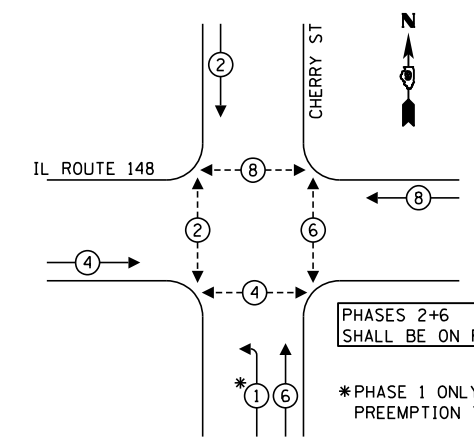 N
2
CHERRY ST
IL ROUTE 148
8
8
2
6
4
4
PHASES 2+6
SHALL BE ON
*
1
6
*PHASE 1 ONLY
PREEMPTION